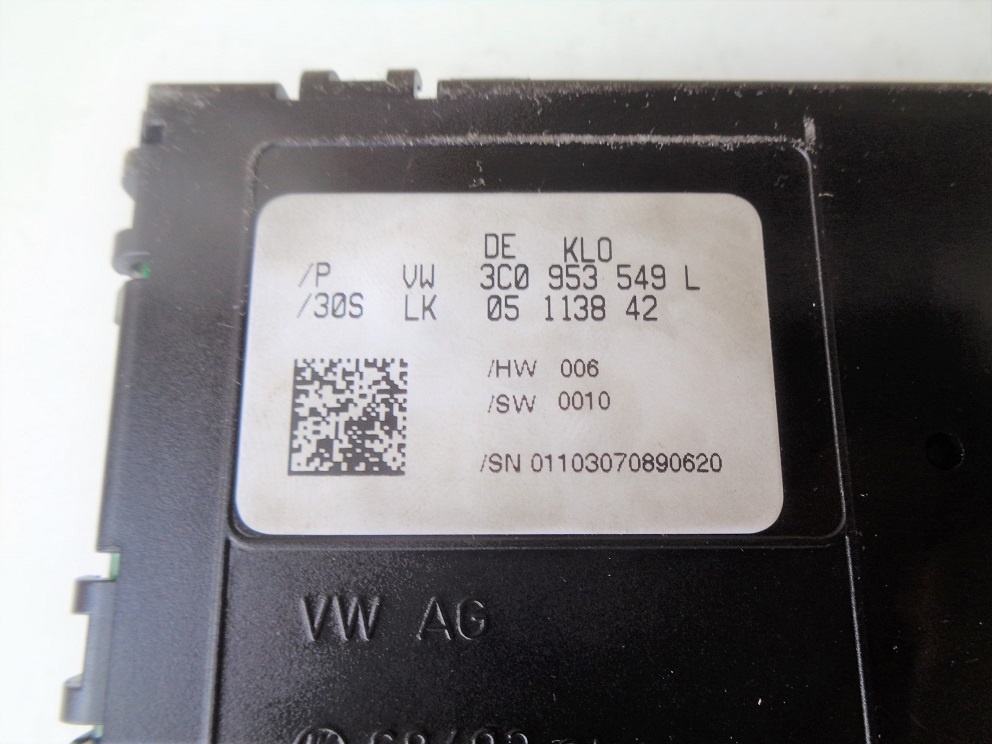 DE KLO
/P VW 3C0 953 549 L
/30S LK 05 1138 42
/HW 006
/SW 0010
/SN 01103070890620
VW AG